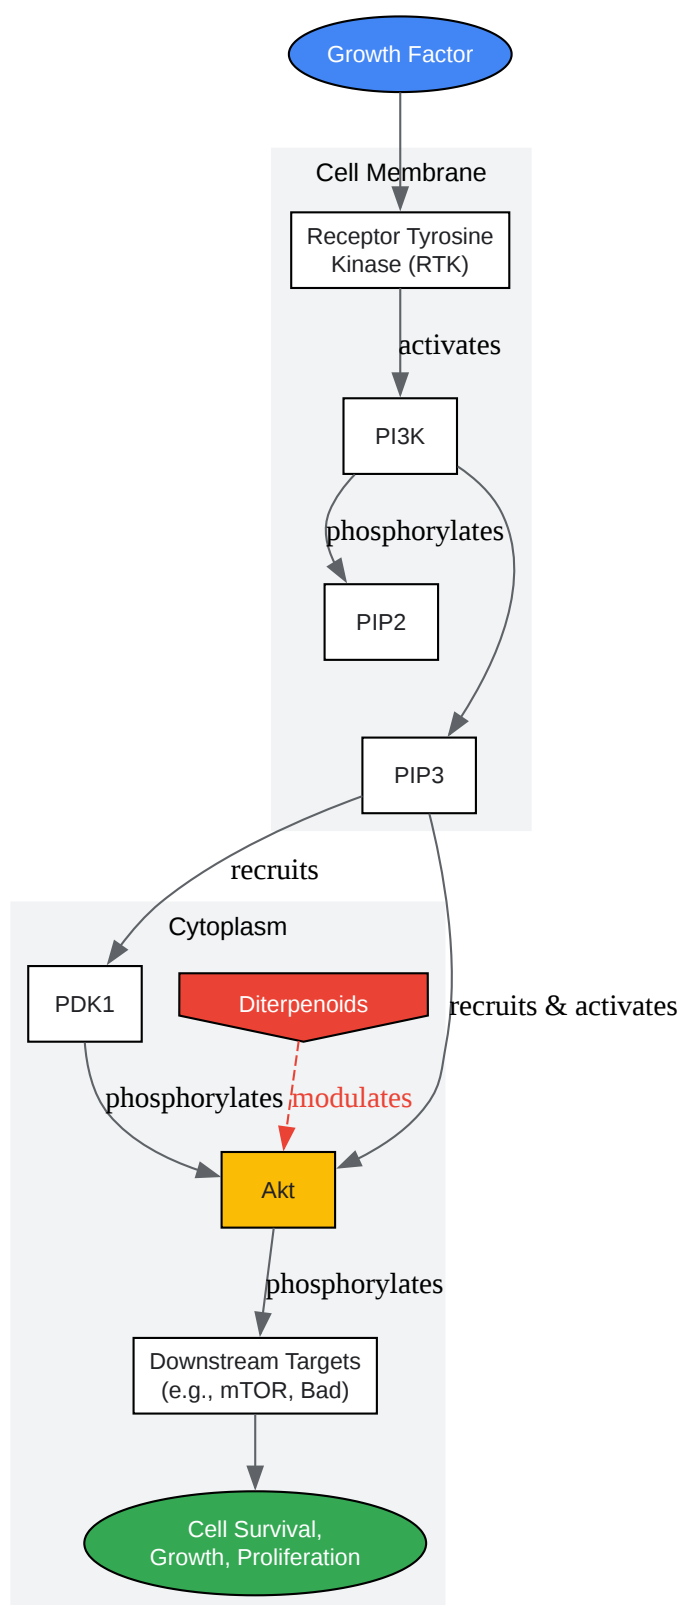 Growth Factor
Cell Membrane
Receptor Tyrosine
Kinase (RTK)
activates
PI3K
phosphorylates
PIP2
PIP3
recruits
Cytoplasm
PDK1
Diterpenoids
recruits & activates
phosphorylates
modulates
Akt
phosphorylates
Downstream Targets
(e.g., mTOR, Bad)
Cell Survival,
Growth, Proliferation